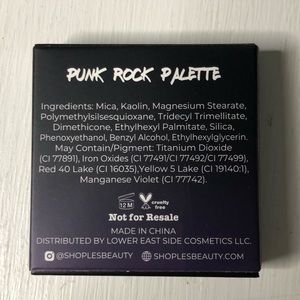 PUNK ROCK PALETTE
Ingredients: Mica, Kaolin, Magnesium Stearate,
Polymethylsilsesquioxane, Tridecyl Trimellitate,
Dimethicone, Ethylhexyl Palmitate, Silica,
Phenoxyethanol, Benzyl Alcohol, Ethylhexylglycerin.
May Contain/Pigment: Titanium Dioxide
(CI 77891), Iron Oxides (CI 77491/CI 77492/CI 77499),
Red 40 Lake (CI 16035),Yellow 5 Lake (CI 19140:1),
Manganese Violet (CI 77742).
12 M
cruelty
free
Not for Resale
MADE IN CHINA
DISTRIBUTED BY LOWER EAST SIDE COSMETICS LLC.
@SHOPLESBEAUTY
SHOPLESBEAUTY.COM